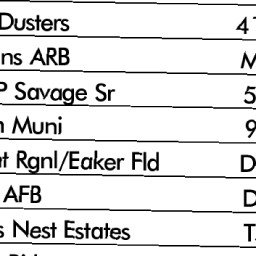 Dusters 4
ns ARB M
P Savage Sr 5
Muni 9
Rgnl/Eaker Fld D
AFB D
Nest Estates T